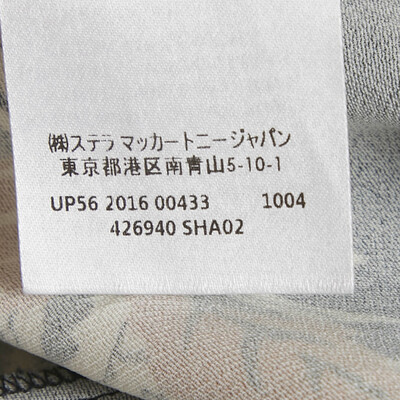 ㈱ステラ マッカートニージャパン
東京都港区南青山5-10-1
UP56 2016 00433 1004
426940 SHA02